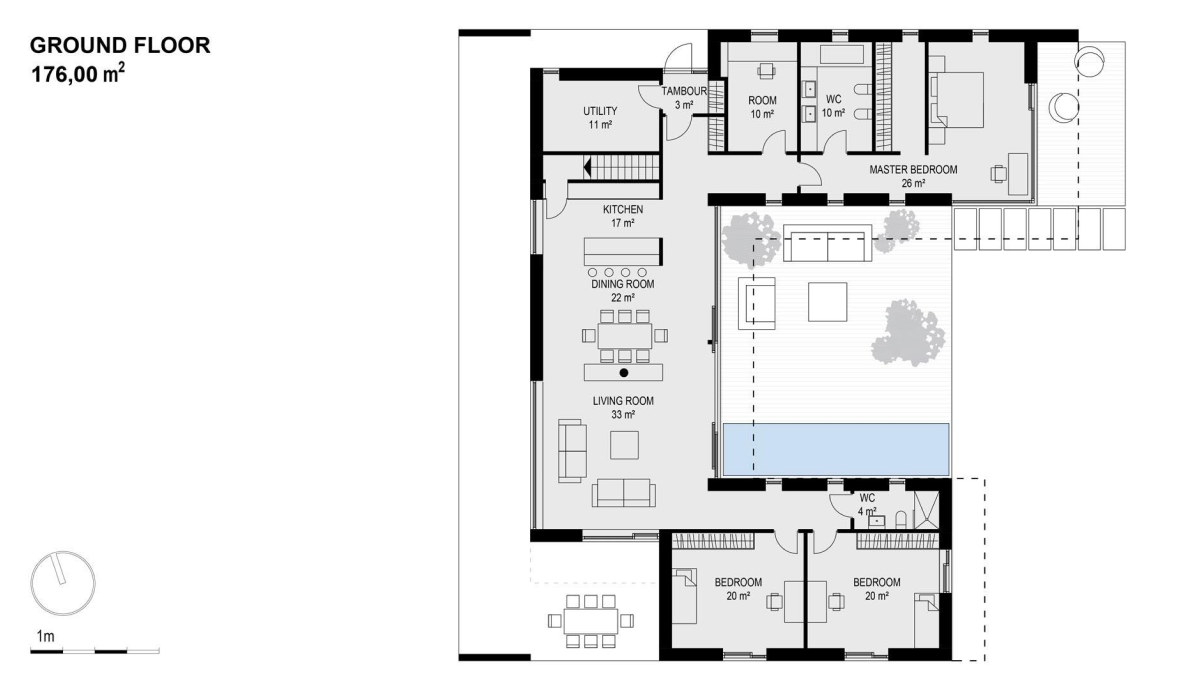 GROUND FLOOR
176,00 m²
TAMBOUR
3 m²
UTILITY
11 m²
ROOM
10 m²
WC
10 m²
MASTER BEDROOM
26 m²
KITCHEN
17 m²
DINING ROOM
22 m²
LIVING ROOM
33 m²
WC
4 m²
BEDROOM
20 m²
BEDROOM
20 m²
1m